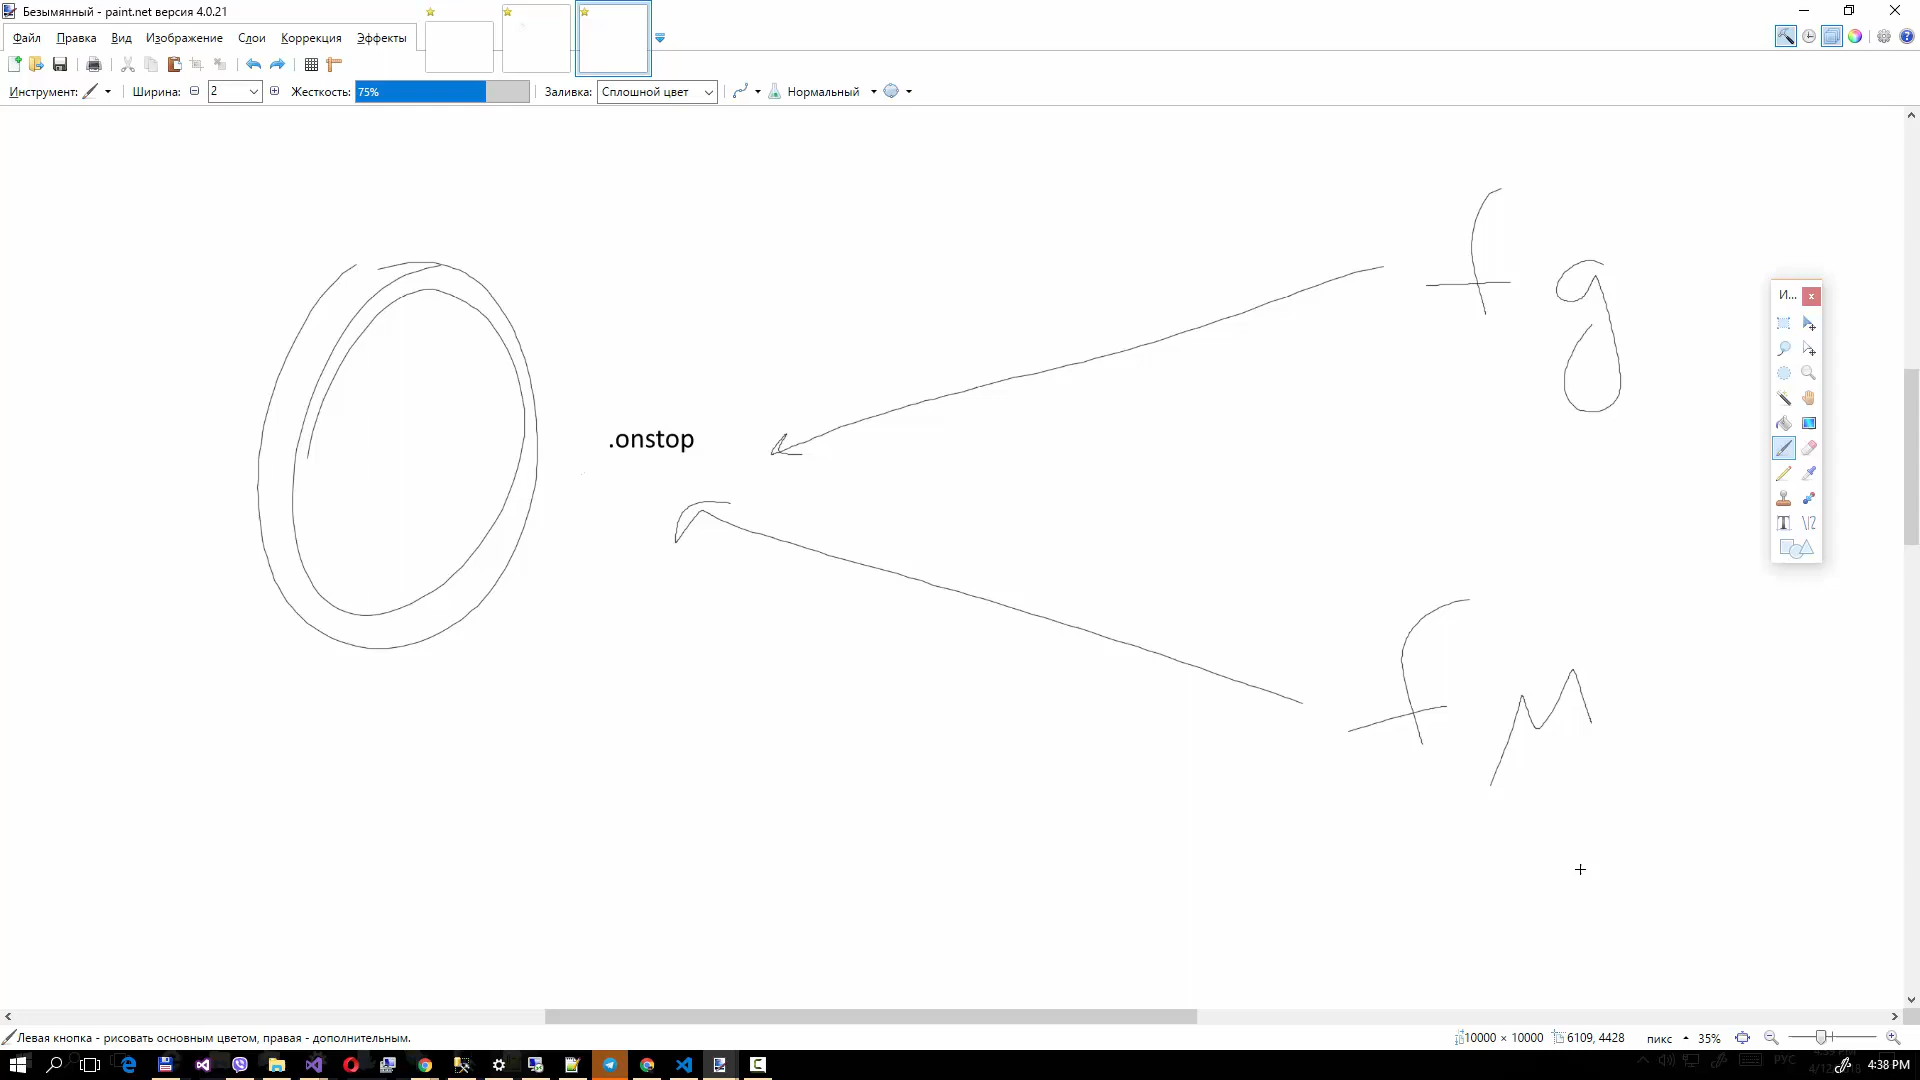 Безымянный - paint.net версия 4.0.21
Файл Правка Вид Изображение Слои Коррекция Эффекты
Инструмент: Ширина: 2 Жесткость: 75% Заливка: Сплошной цвет Нормальный
f g
И...
.onstop
f м
Левая кнопка - рисовать основным цветом, правая - дополнительным.
10000 × 10000 6109, 4428 пикс 35%
РУС 4:38 PM